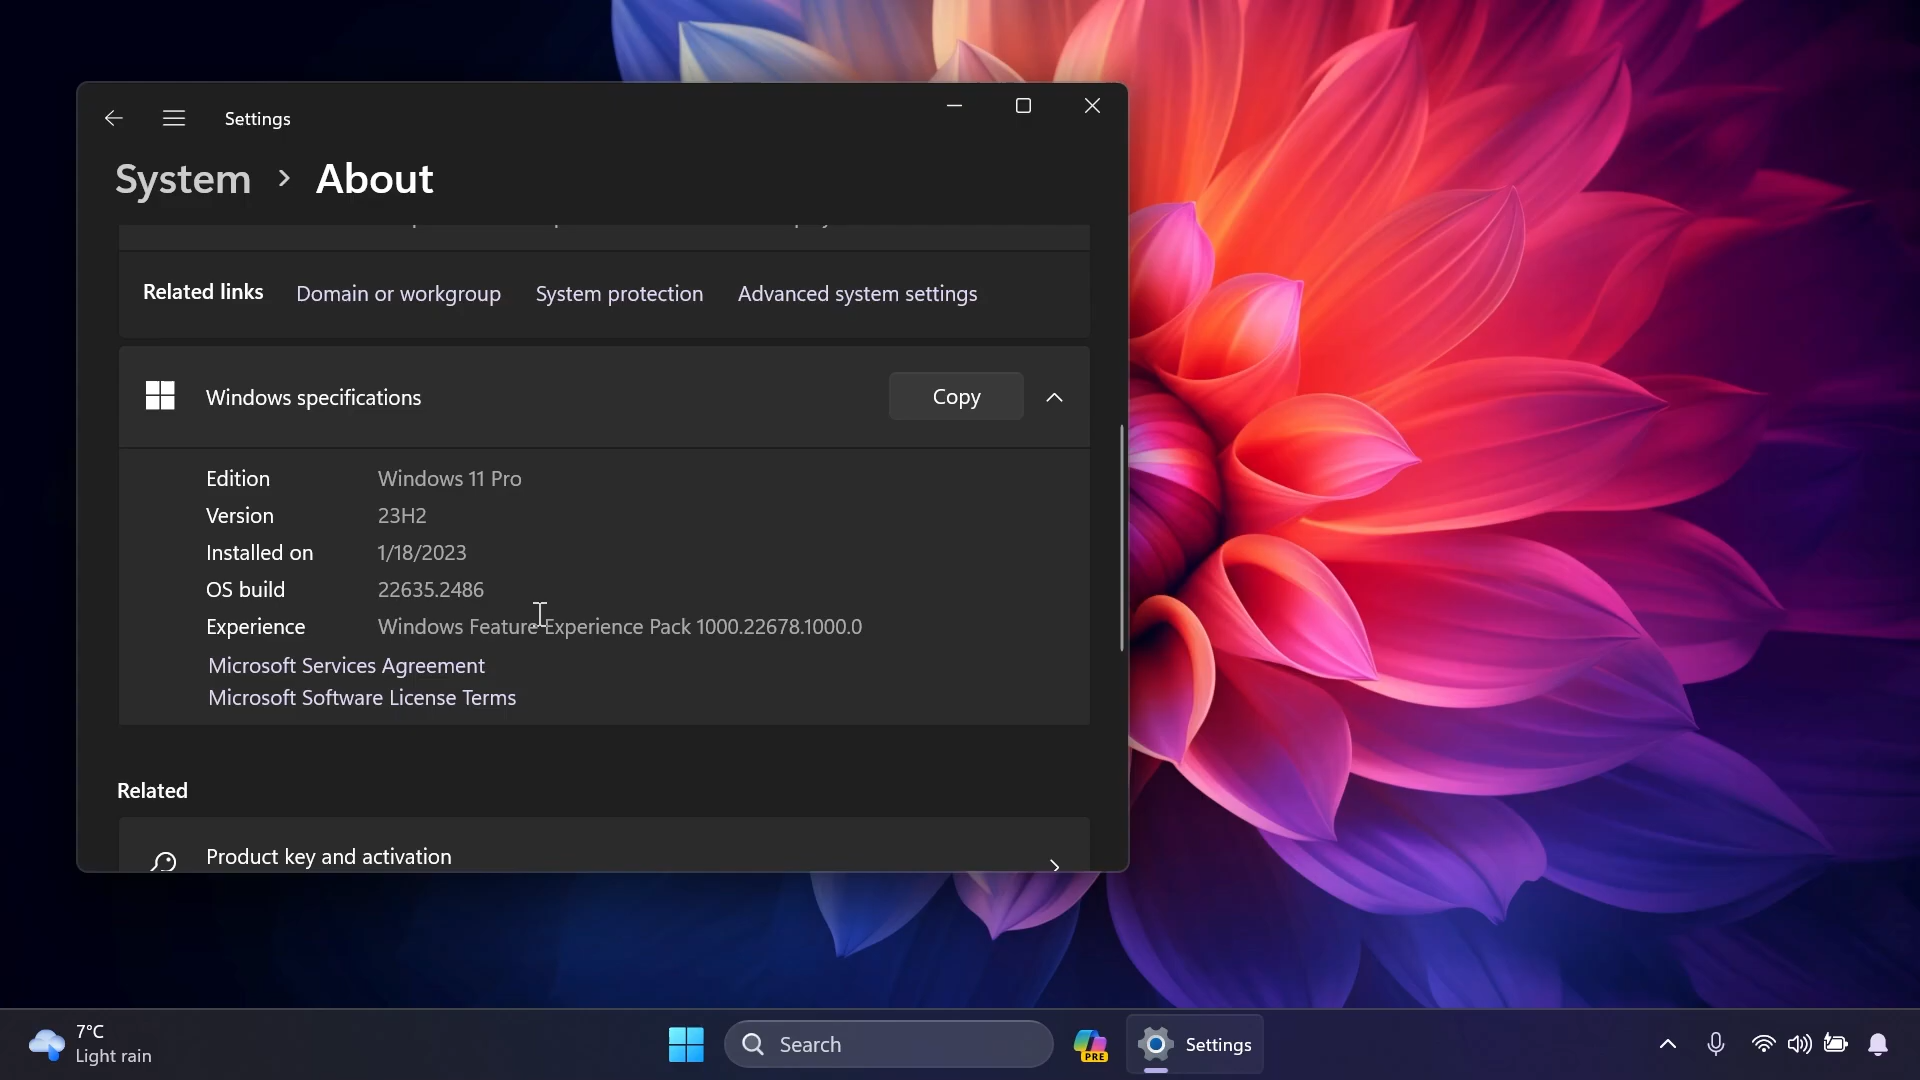 Settings
System > About
Related links Domain or workgroup System protection Advanced system settings
Windows specifications Copy
Edition Windows 11 Pro
Version 23H2
Installed on 1/18/2023
OS build 22635.2486
Experience Windows Feature Experience Pack 1000.22678.1000.0
Microsoft Services Agreement
Microsoft Software License Terms
Related
Product key and activation
7°C
Light rain
Search
PRE
Settings